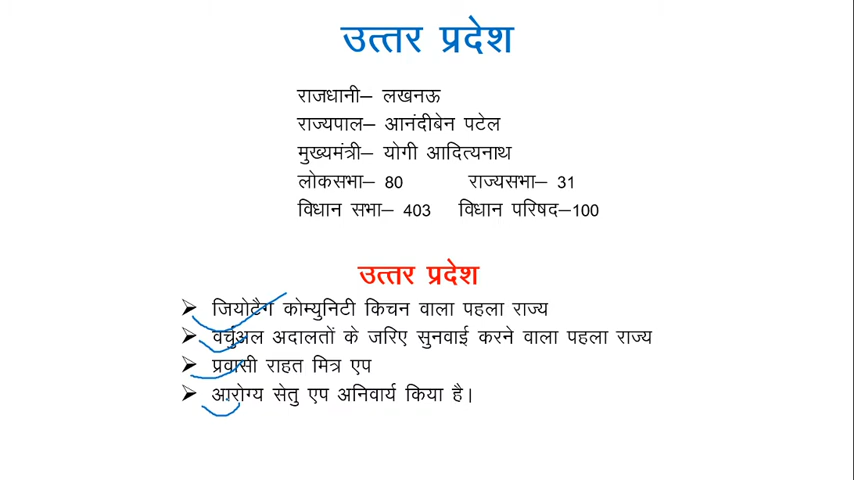 उत्तर प्रदेश
राजधानी– लखनऊ
राज्यपाल– आनंदीबेन पटेल
मुख्यमंत्री– योगी आदित्यनाथ
लोकसभा– 80 राज्यसभा– 31
विधान सभा– 403 विधान परिषद–100
उत्तर प्रदेश
➢ जियोटैग कोम्युनिटी किचन वाला पहला राज्य
➢ वर्चुअल अदालतों के जरिए सुनवाई करने वाला पहला राज्य
➢ प्रवासी राहत मित्र एप
➢ आरोग्य सेतु एप अनिवार्य किया है।